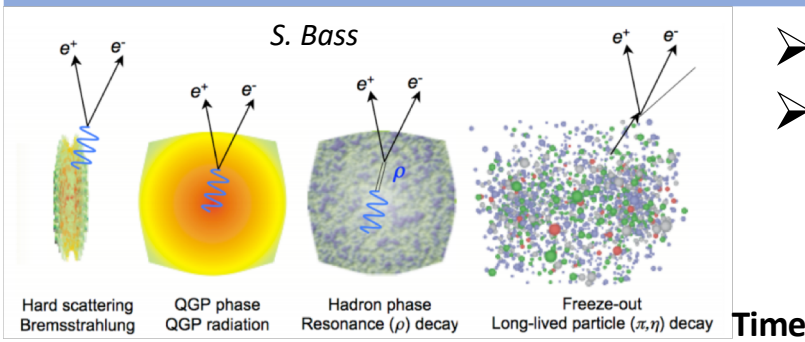 S. Bass
e+ e-
e+ e-
e+ e-
e+ e-
ρ
Hard scattering
Bremsstrahlung
QGP phase
QGP radiation
Hadron phase
Resonance (ρ) decay
Freeze-out
Long-lived particle (π,η) decay
Time